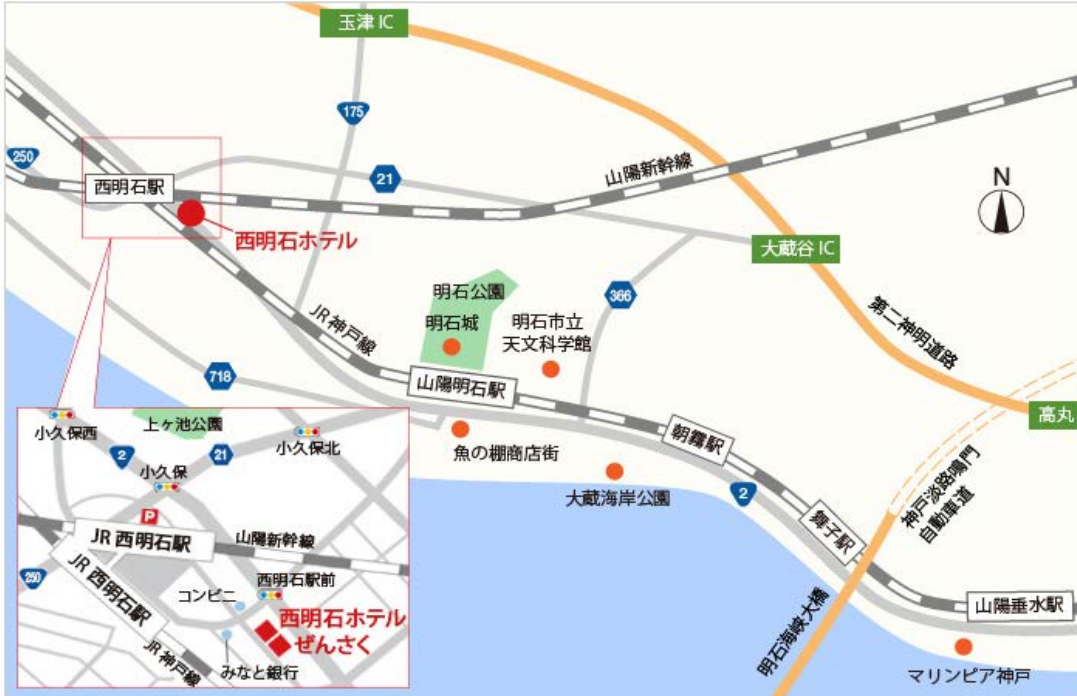 玉津 IC
175
250
21
山陽新幹線
西明石駅
西明石ホテル
N
大蔵谷 IC
366
明石公園
明石城
明石市立
天文科学館
JR神戸線
第二神明道路
718
山陽明石駅
高丸
朝霧駅
魚の棚商店街
大蔵海岸公園
2
神戸淡路鳴門
自動車道
舞子駅
明石海峡大橋
山陽垂水駅
マリンピア神戸
小久保西
上ヶ池公園
2
21
小久保北
小久保
P
JR 西明石駅
山陽新幹線
JR 西明石駅
250
コンビニ
西明石駅前
西明石ホテル
ぜんさく
みなと銀行
JR神戸線